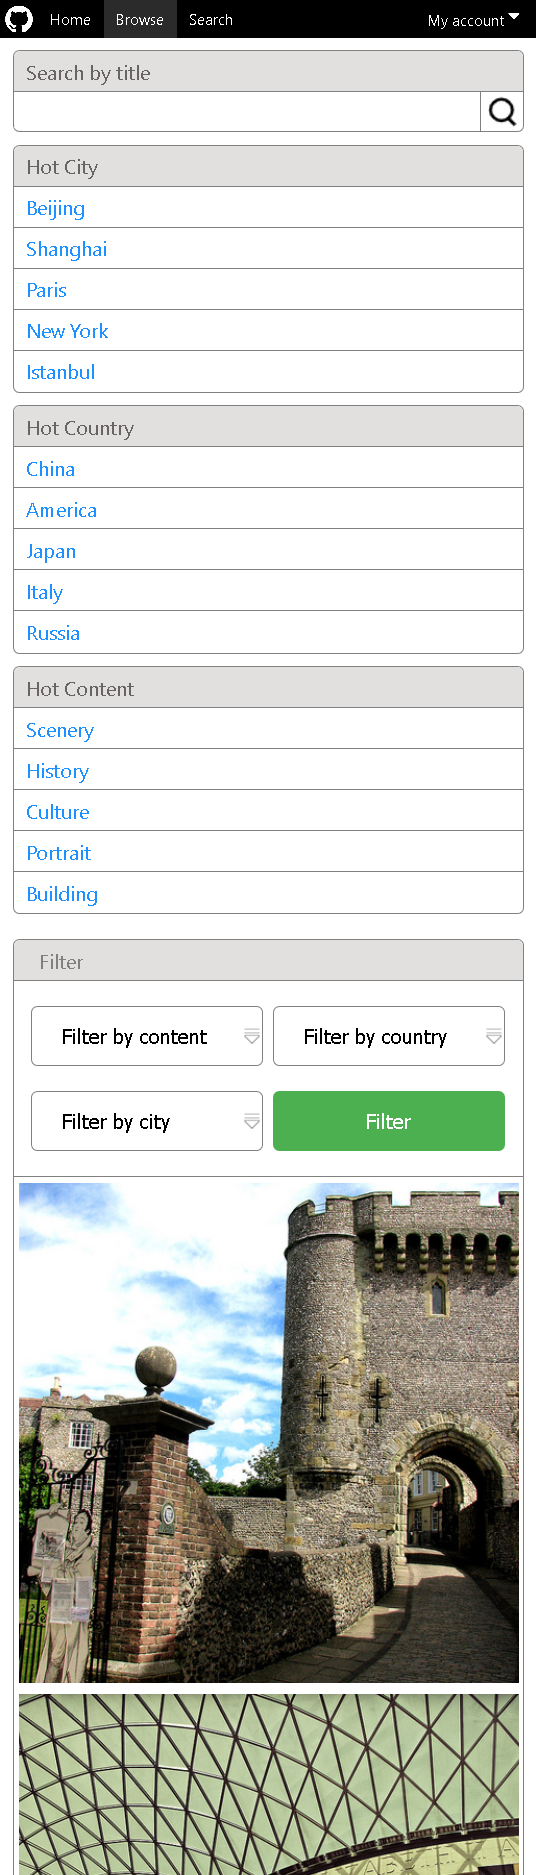 Home Browse Search My account
Search by title
Hot City
Beijing
Shanghai
Paris
New York
Istanbul
Hot Country
China
America
Japan
Italy
Russia
Hot Content
Scenery
History
Culture
Portrait
Building
Filter
Filter by content Filter by country
Filter by city Filter